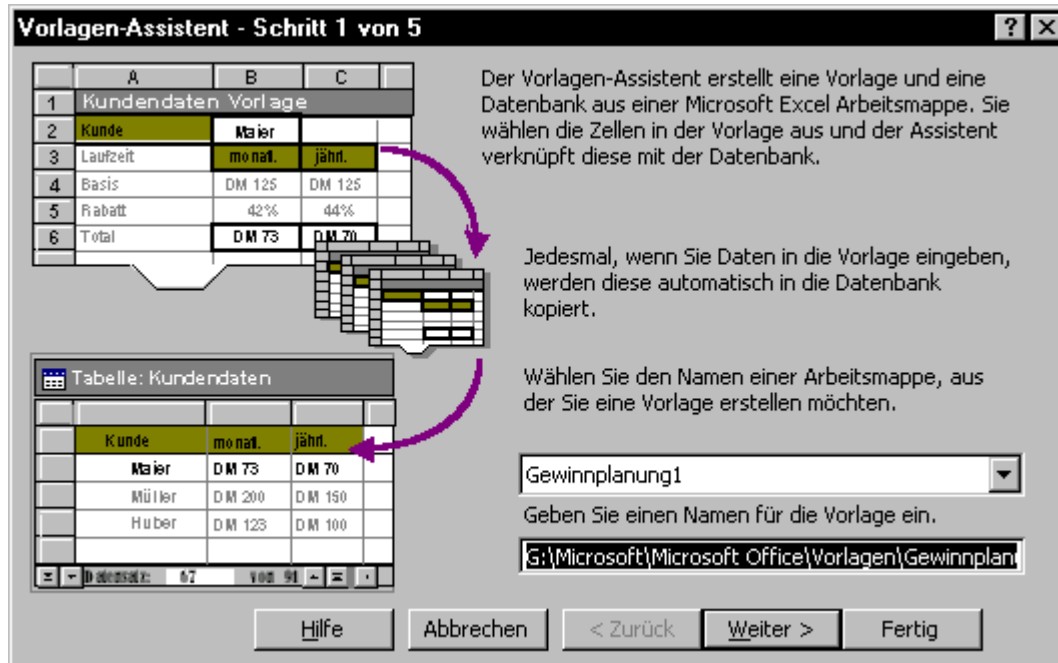 Vorlagen-Assistent - Schritt 1 von 5
A B C
1 Kundendaten Vorlage
2 Kunde Maier
3 Laufzeit monatl. jährl.
4 Basis DM 125 DM 125
5 Rabatt 42% 44%
6 Total DM 73 DM 70
Der Vorlagen-Assistent erstellt eine Vorlage und eine
Datenbank aus einer Microsoft Excel Arbeitsmappe. Sie
wählen die Zellen in der Vorlage aus und der Assistent
verknüpft diese mit der Datenbank.
Jedesmal, wenn Sie Daten in die Vorlage eingeben,
werden diese automatisch in die Datenbank
kopiert.
Tabelle: Kundendaten
Kunde monatl. jährl.
Maier DM 73 DM 70
Müller DM 200 DM 150
Huber DM 123 DM 100
Datensatz: 67 von 91
Wählen Sie den Namen einer Arbeitsmappe, aus
der Sie eine Vorlage erstellen möchten.
Gewinnplanung1
Geben Sie einen Namen für die Vorlage ein.
G:\Microsoft\Microsoft Office\Vorlagen\Gewinnplan
Hilfe Abbrechen < Zurück Weiter > Fertig